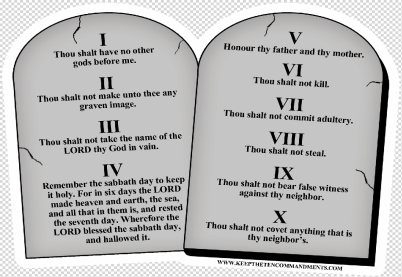 I
Thou shalt have no other
gods before me.
II
Thou shalt not make unto thee any
graven image.
III
Thou shalt not take the name of the
LORD thy God in vain.
IV
Remember the sabbath day to keep
it holy. For in six days the LORD
made heaven and earth, the sea,
and all that in them is, and rested
the seventh day. Wherefore the
LORD blessed the sabbath day,
and hallowed it.
V
Honour thy father and thy mother.
VI
Thou shalt not kill.
VII
Thou shalt not commit adultery.
VIII
Thou shalt not steal.
IX
Thou shalt not bear false witness
against thy neighbor.
X
Thou shalt not covet anything that is
thy neighbor's.
WWW.KEEPTHETENCOMMANDMENTS.COM